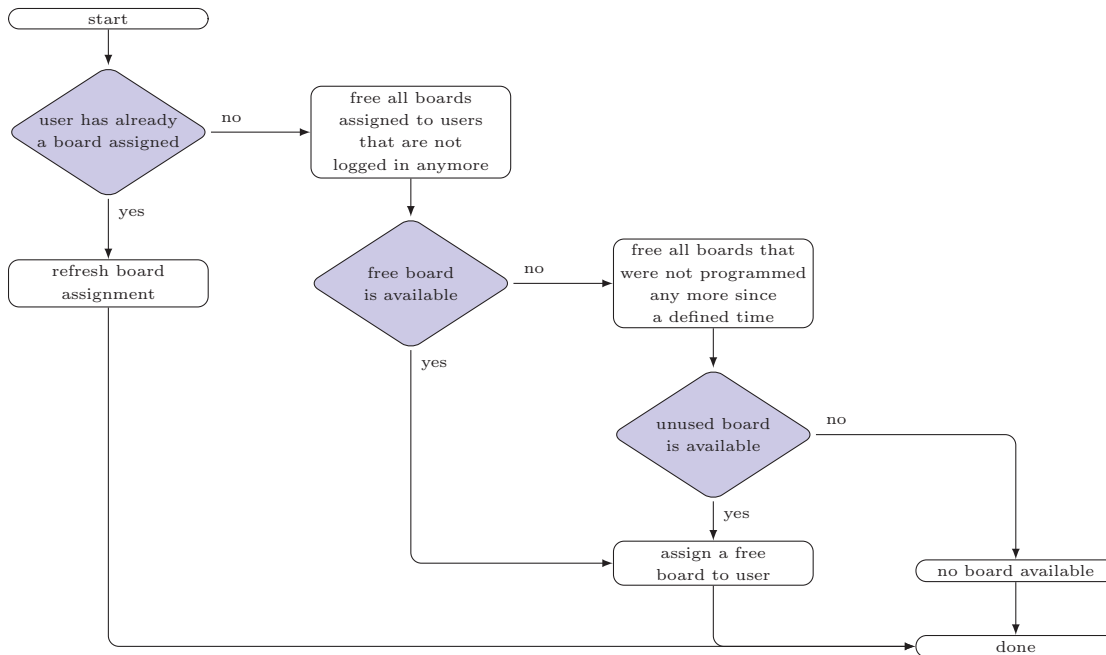 start
user has already
a board assigned
no
free all boards
assigned to users
that are not
logged in anymore
yes
refresh board
assignment
free board
is available
no
free all boards that
were not programmed
any more since
a defined time
yes
unused board
is available
no
yes
assign a free
board to user
no board available
done